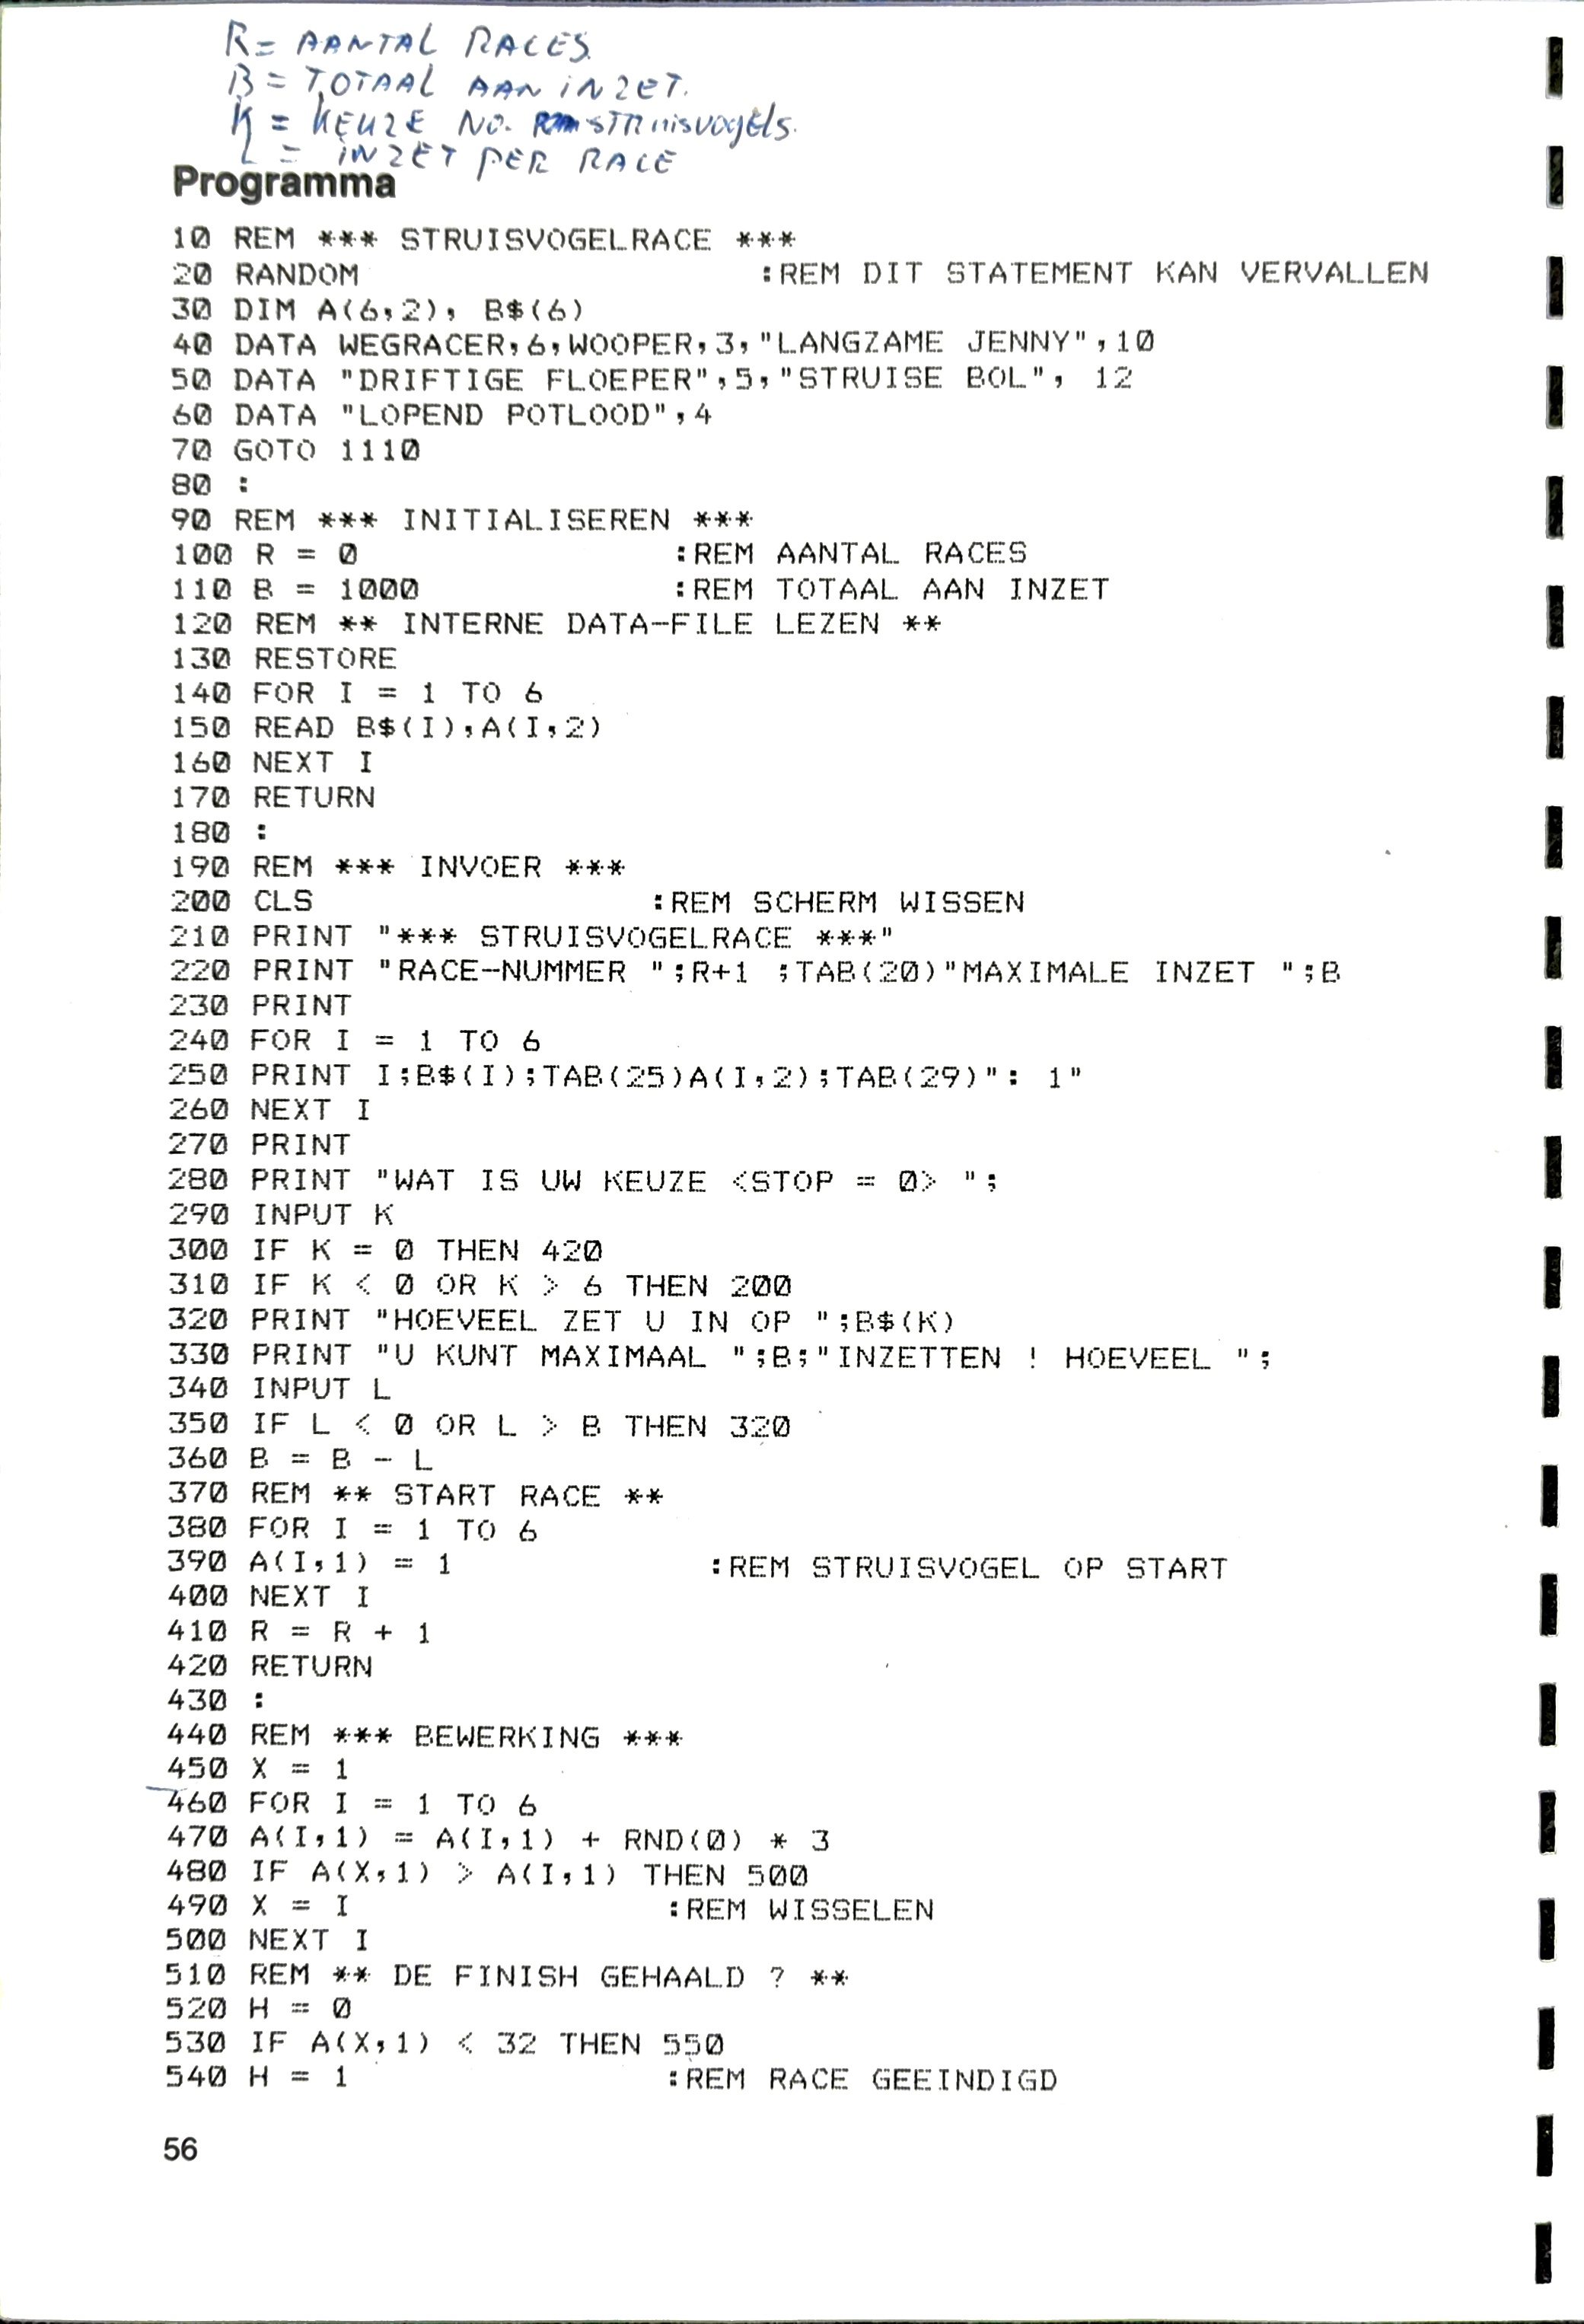 R = AANTAL RACES.
B = TOTAAL AAN INZET.
K = KEUZE NO. struisvogels.
L = INZET PER RACE
Programma
10 REM *** STRUISVOGELRACE ***
20 RANDOM :REM DIT STATEMENT KAN VERVALLEN
30 DIM A(6,2), B$(6)
40 DATA WEGRACER,6,WOOPER,3,"LANGZAME JENNY",10
50 DATA "DRIFTIGE FLOEPER",5,"STRUISE BOL", 12
60 DATA "LOPEND POTLOOD",4
70 GOTO 1110
80 :
90 REM *** INITIALISEREN ***
100 R = 0 :REM AANTAL RACES
110 B = 1000 :REM TOTAAL AAN INZET
120 REM ** INTERNE DATA-FILE LEZEN **
130 RESTORE
140 FOR I = 1 TO 6
150 READ B$(I),A(I,2)
160 NEXT I
170 RETURN
180 :
190 REM *** INVOER ***
200 CLS :REM SCHERM WISSEN
210 PRINT "*** STRUISVOGELRACE ***"
220 PRINT "RACE-NUMMER ";R+1 ;TAB(20)"MAXIMALE INZET ";B
230 PRINT
240 FOR I = 1 TO 6
250 PRINT I;B$(I);TAB(25)A(I,2);TAB(29)": 1"
260 NEXT I
270 PRINT
280 PRINT "WAT IS UW KEUZE <STOP = 0> ";
290 INPUT K
300 IF K = 0 THEN 420
310 IF K < 0 OR K > 6 THEN 200
320 PRINT "HOEVEEL ZET U IN OP ";B$(K)
330 PRINT "U KUNT MAXIMAAL ";B;"INZETTEN ! HOEVEEL ";
340 INPUT L
350 IF L < 0 OR L > B THEN 320
360 B = B - L
370 REM ** START RACE **
380 FOR I = 1 TO 6
390 A(I,1) = 1 :REM STRUISVOGEL OP START
400 NEXT I
410 R = R + 1
420 RETURN
430 :
440 REM *** BEWERKING ***
450 X = 1
460 FOR I = 1 TO 6
470 A(I,1) = A(I,1) + RND(0) * 3
480 IF A(X,1) > A(I,1) THEN 500
490 X = I :REM WISSELEN
500 NEXT I
510 REM ** DE FINISH GEHAALD ? **
520 H = 0
530 IF A(X,1) < 32 THEN 550
540 H = 1 :REM RACE GEEINDIGD
56